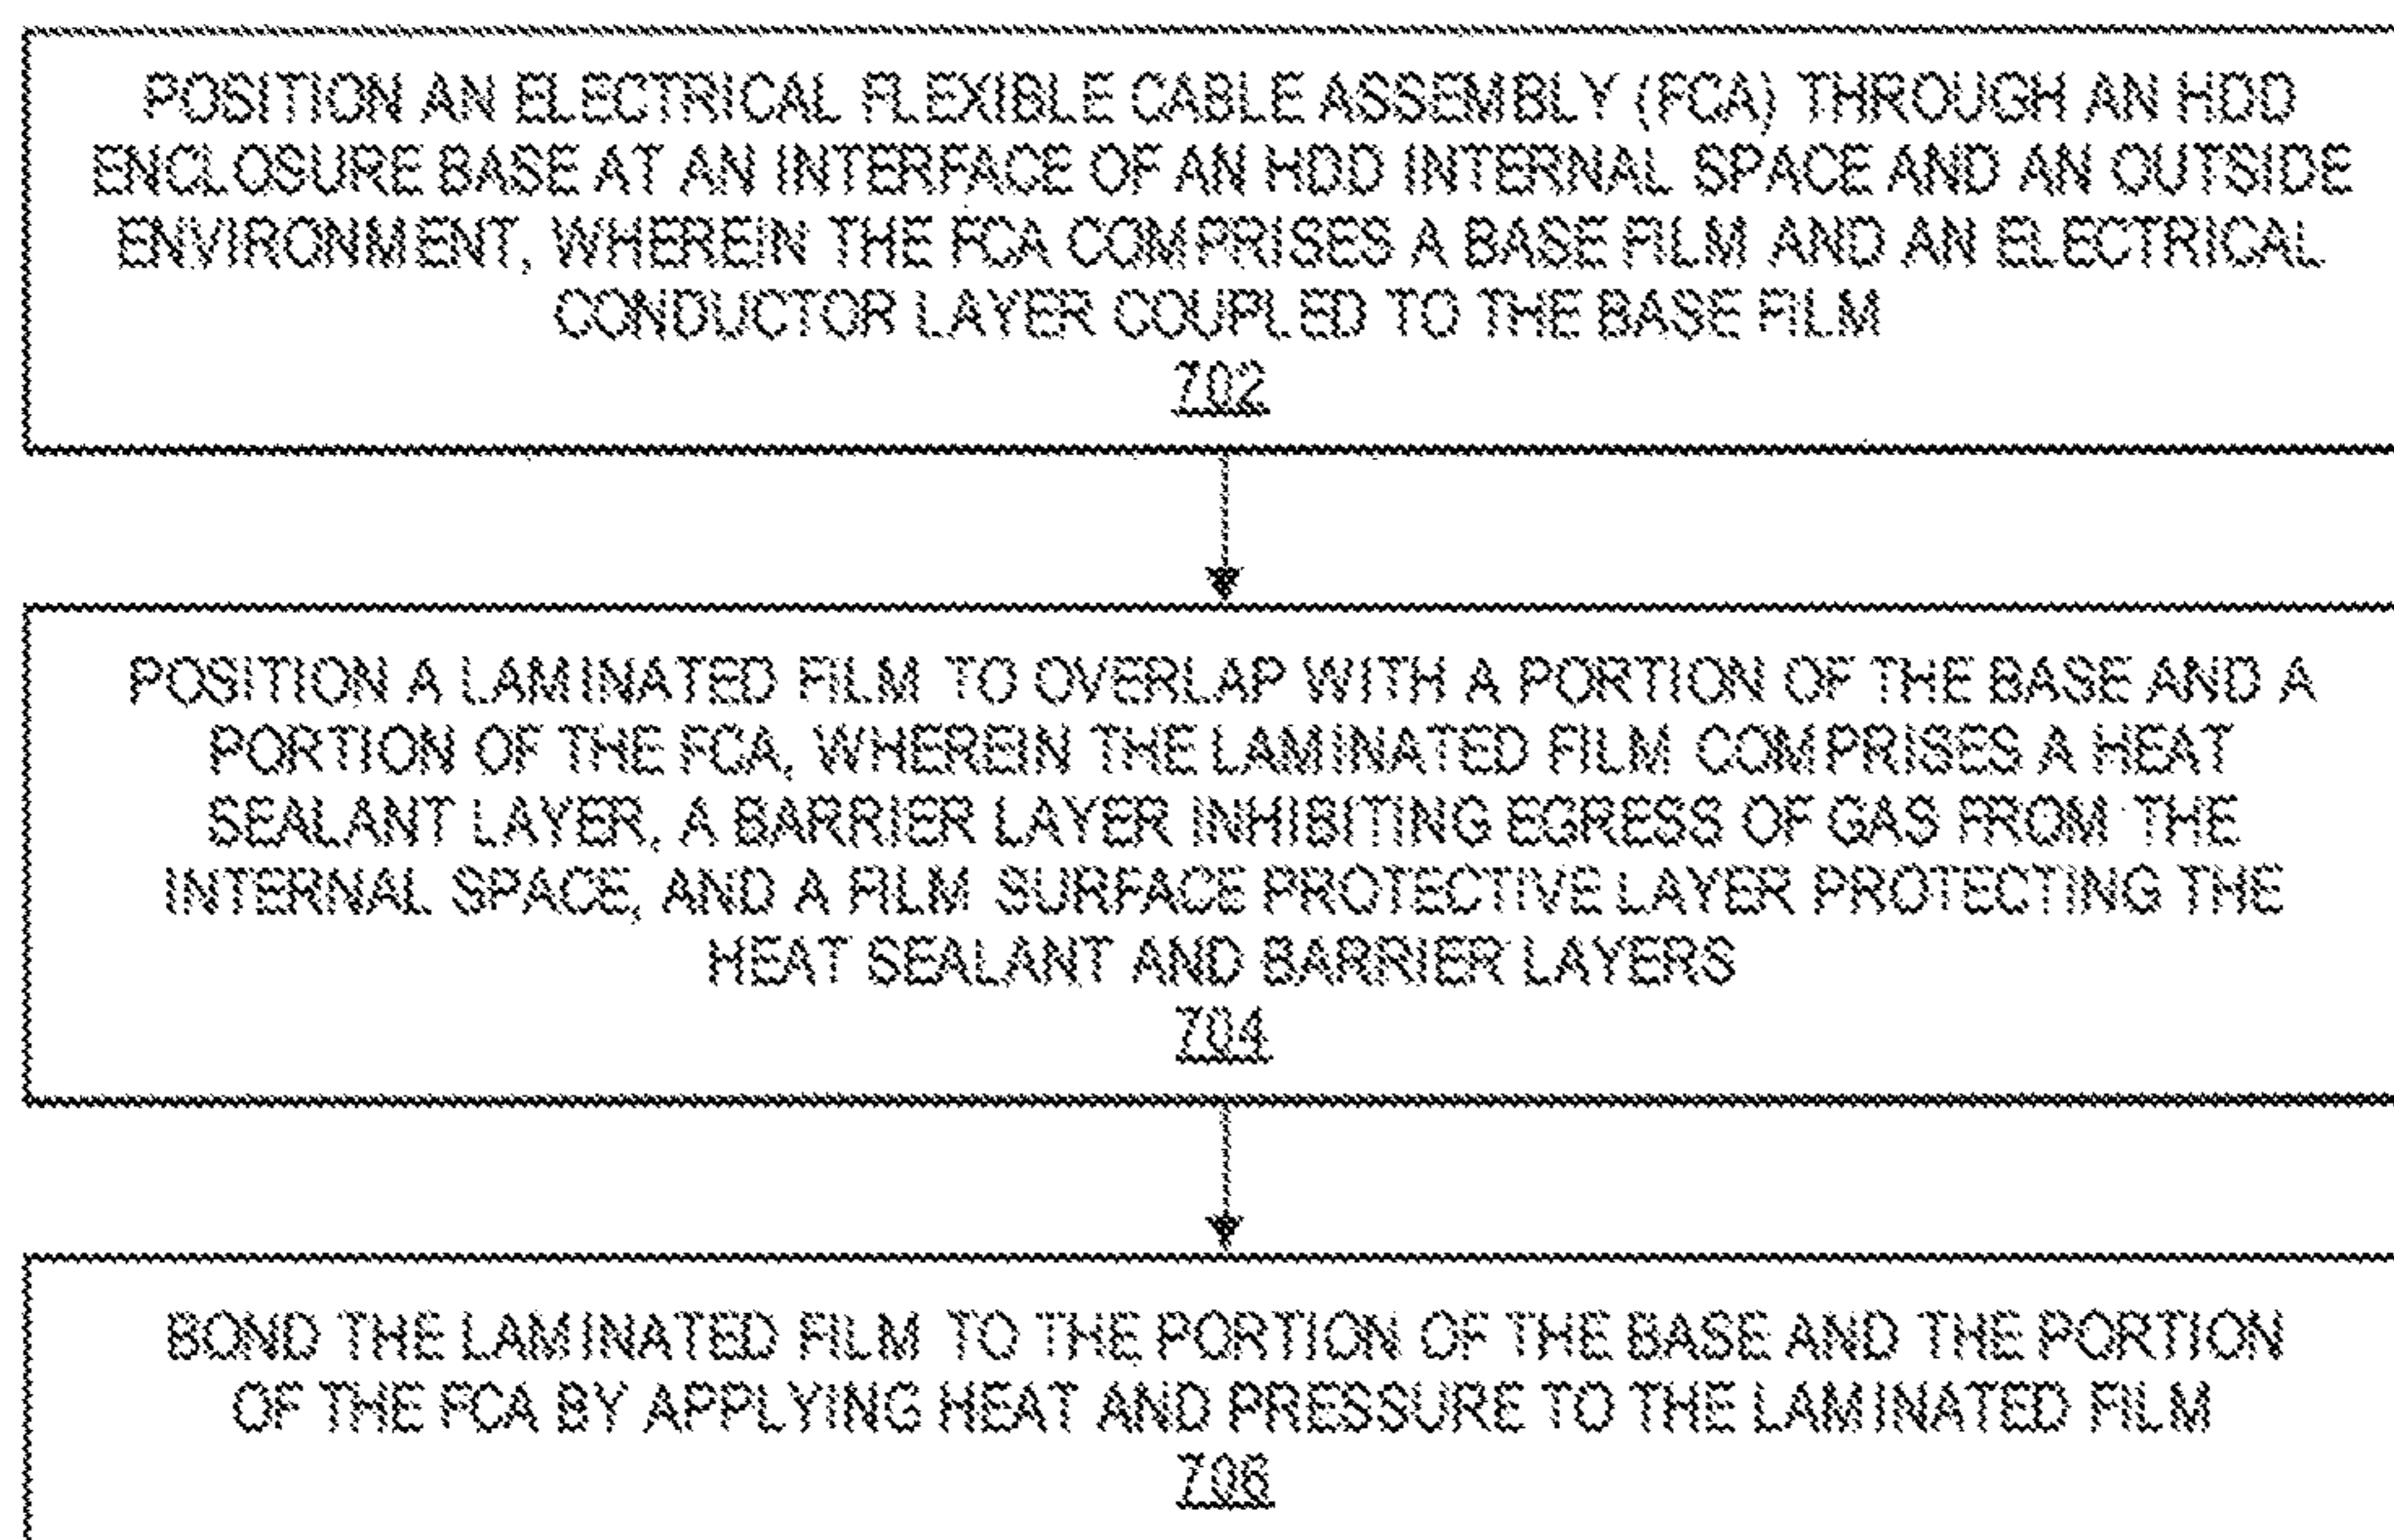 POSITION AN ELECTRICAL FLEXIBLE CABLE ASSEMBLY (FCA) THROUGH AN HDD
ENCLOSURE BASE AT AN INTERFACE OF AN HDD INTERNAL SPACE AND AN OUTSIDE
ENVIRONMENT, WHEREIN THE FCA COMPRISES A BASE FILM AND AN ELECTRICAL
CONDUCTOR LAYER COUPLED TO THE BASE FILM
702
POSITION A LAMINATED FILM TO OVERLAP WITH A PORTION OF THE BASE AND A
PORTION OF THE FCA, WHEREIN THE LAMINATED FILM COMPRISES A HEAT
SEALANT LAYER, A BARRIER LAYER INHIBITING EGRESS OF GAS FROM THE
INTERNAL SPACE, AND A FILM SURFACE PROTECTIVE LAYER PROTECTING THE
HEAT SEALANT AND BARRIER LAYERS
704
BOND THE LAMINATED FILM TO THE PORTION OF THE BASE AND THE PORTION
OF THE FCA BY APPLYING HEAT AND PRESSURE TO THE LAMINATED FILM
706